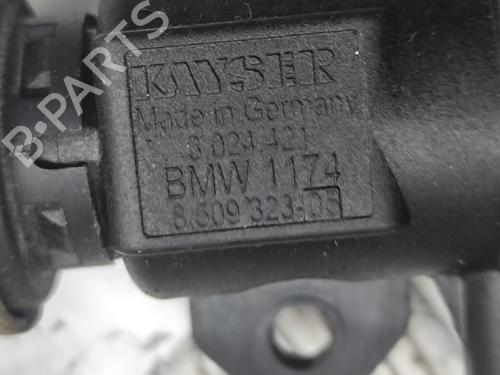 KAYSER
Made in Germany
8 024 421
BMW 1174
8.509 323-05
B-PARTS